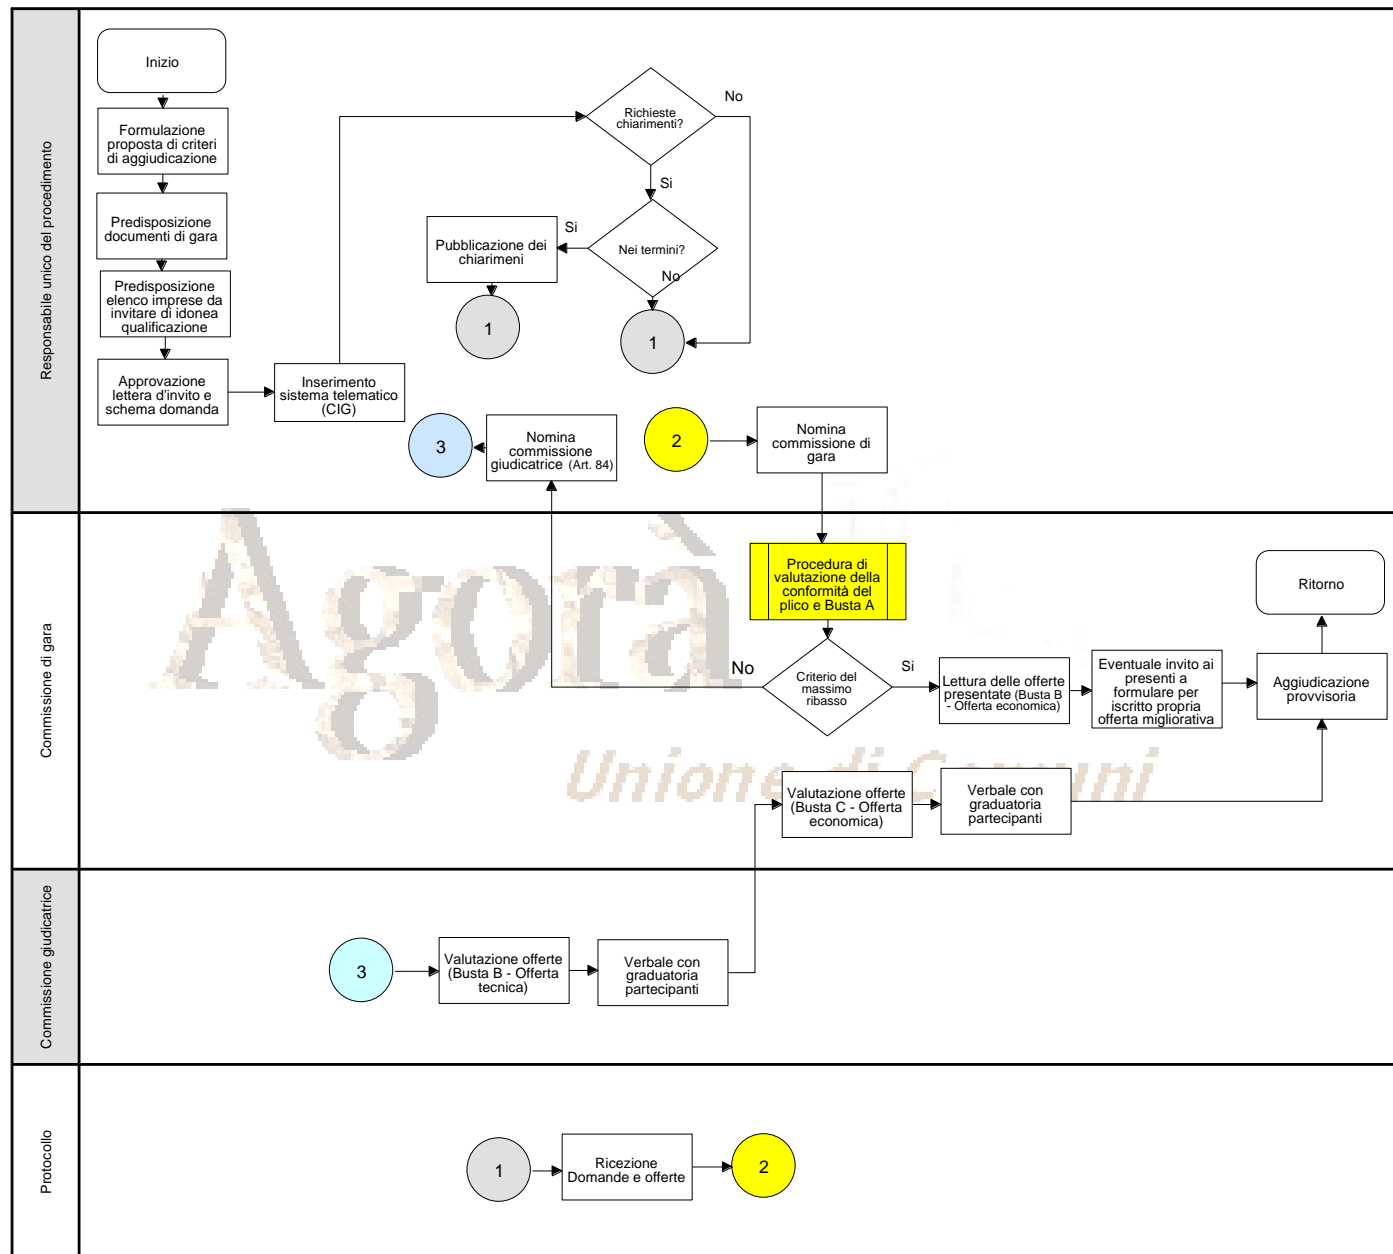 Responsabile unico del procedimento
Inizio
Formulazione
proposta di criteri
di aggiudicazione
Predisposizione
documenti di gara
Predisposizione
elenco imprese da
invitare di idonea
qualificazione
Approvazione
lettera d'invito e
schema domanda
Inserimento
sistema telematico
(CIG)
Richieste
chiarimenti?
No
Si
Nei termini?
Si
No
Pubblicazione dei
chiarimeni
1
1
3
Nomina
commissione
giudicatrice (Art. 84)
2
Nomina
commissione di
gara
Commissione di gara
Agorà
Unione di Comuni
Procedura di
valutazione della
conformità del
plico e Busta A
Criterio del
massimo
ribasso
No
Si
Lettura delle offerte
presentate (Busta B
- Offerta economica)
Eventuale invito ai
presenti a
formulare per
iscritto propria
offerta migliorativa
Aggiudicazione
provvisoria
Ritorno
Valutazione offerte
(Busta C - Offerta
economica)
Verbale con
graduatoria
partecipanti
Commissione giudicatrice
3
Valutazione offerte
(Busta B - Offerta
tecnica)
Verbale con
graduatoria
partecipanti
Protocollo
1
Ricezione
Domande e offerte
2